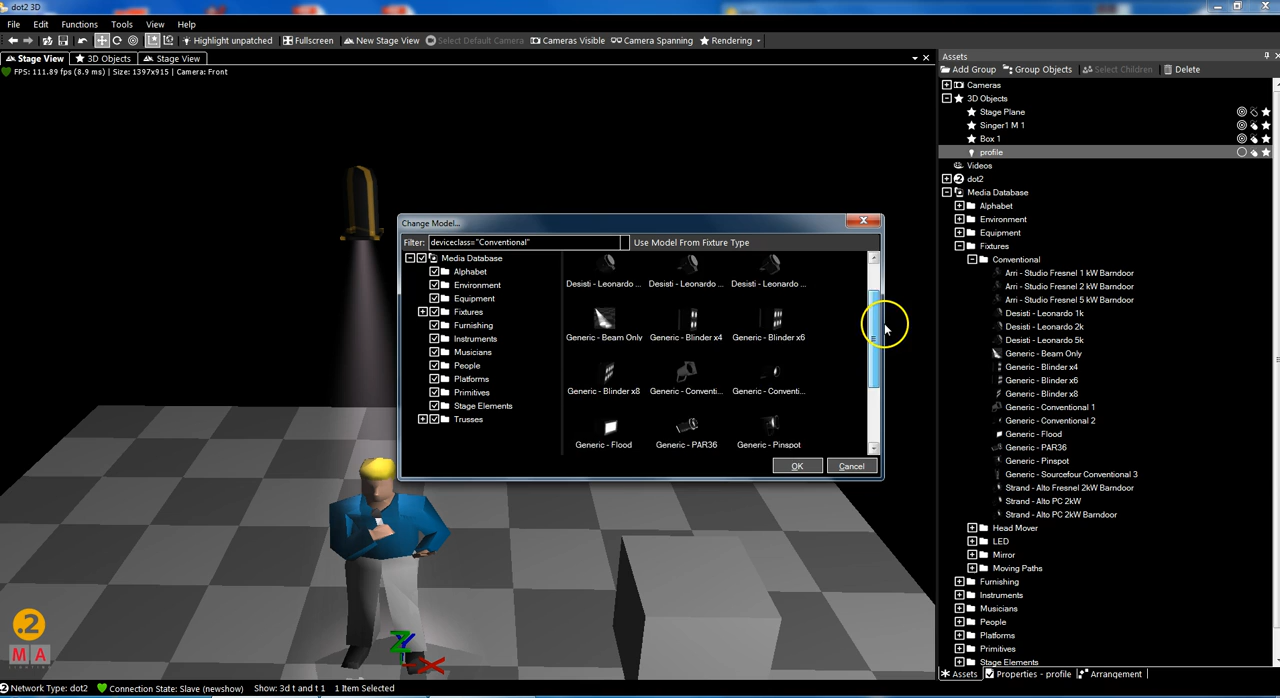 dot2 3D
File Edit Functions Tools View Help
Highlight unpatched Fullscreen New Stage View Select Default Camera Cameras Visible Camera Spanning Rendering
Stage View 3D Objects Stage View
FPS: 111.89 fps (8.9 ms) | Size: 1397x915 | Camera: Front
Change Model...
Filter: deviceclass="Conventional" Use Model From Fixture Type
Media Database
Alphabet
Environment
Equipment
Fixtures
Furnishing
Instruments
Musicians
People
Platforms
Primitives
Stage Elements
Trusses
Desisti - Leonardo ... Desisti - Leonardo ... Desisti - Leonardo ...
Generic - Beam Only Generic - Blinder x4 Generic - Blinder x6
Generic - Blinder x8 Generic - Conventi... Generic - Conventi...
Generic - Flood Generic - PAR36 Generic - Pinspot
OK Cancel
Assets
Add Group Group Objects Select Children Delete
Cameras
3D Objects
Stage Plane
Singer1 M 1
Box 1
profile
Videos
dot2
Media Database
Alphabet
Environment
Equipment
Fixtures
Conventional
Arri - Studio Fresnel 1 kW Barndoor
Arri - Studio Fresnel 2 kW Barndoor
Arri - Studio Fresnel 5 kW Barndoor
Desisti - Leonardo 1k
Desisti - Leonardo 2k
Desisti - Leonardo 5k
Generic - Beam Only
Generic - Blinder x4
Generic - Blinder x6
Generic - Blinder x8
Generic - Conventional 1
Generic - Conventional 2
Generic - Flood
Generic - PAR36
Generic - Pinspot
Generic - Sourcefour Conventional 3
Strand - Alto Fresnel 2kW Barndoor
Strand - Alto PC 2kW
Strand - Alto PC 2kW Barndoor
Head Mover
LED
Mirror
Moving Paths
Furnishing
Instruments
Musicians
People
Platforms
Primitives
Stage Elements
Assets Properties - profile Arrangement
.2
MA
Z
X
Network Type: dot2 Connection State: Slave (newshow) Show: 3d t and t 1 1 Item Selected